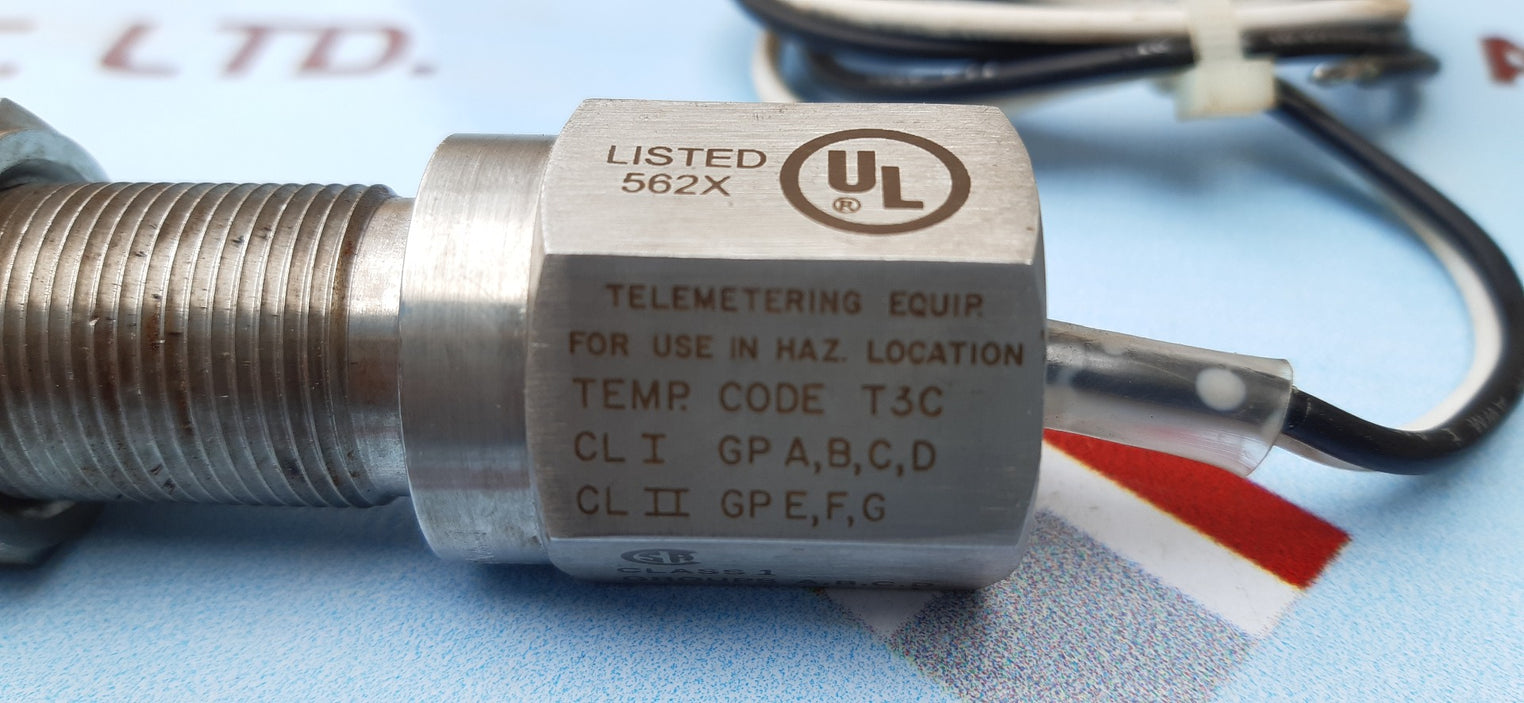 LTD.
LISTED
562X
UL
®
TELEMETERING EQUIP.
FOR USE IN HAZ. LOCATION
TEMP. CODE T3C
CL I GP A,B,C,D
CL II GP E,F,G
CLASS 1
GROUPS A,B,C,D